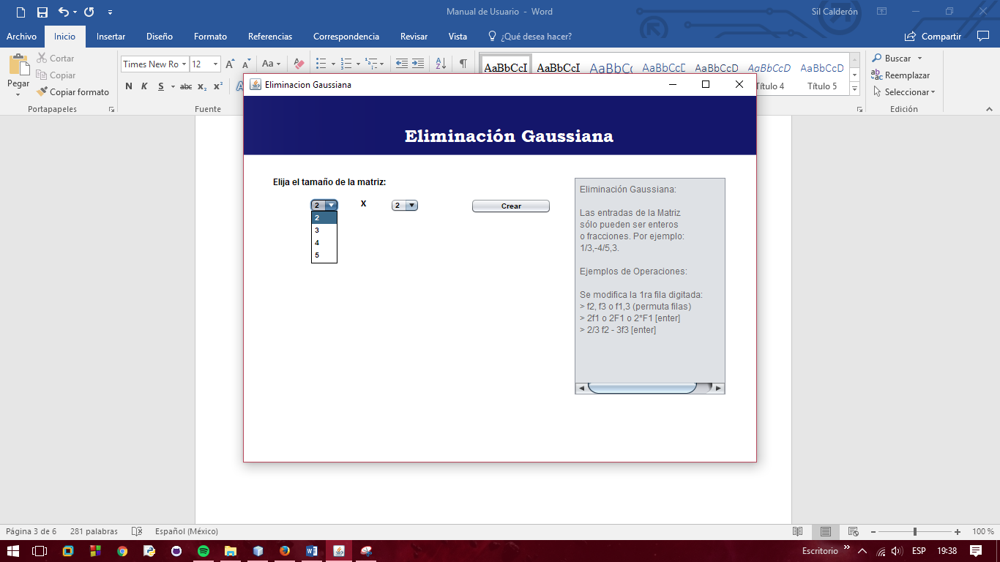 Manual de Usuario - Word
Sil Calderón
Archivo Inicio Insertar Diseño Formato Referencias Correspondencia Revisar Vista ¿Qué desea hacer? Compartir
Pegar
Cortar
Copiar
Copiar formato
Portapapeles
Times New Ro 12 Aa
N K S abc x₂ x²
Fuente
AaBbCcI AaBbCcI AaBbCc AaBbCcD AaBbCcD AaBbCcD AaBbCcD
Título 4 Título 5
Buscar
Reemplazar
Seleccionar
Edición
Eliminacion Gaussiana
Eliminación Gaussiana
Elija el tamaño de la matriz:
2 X 2 Crear
2
3
4
5
Eliminación Gaussiana:
Las entradas de la Matriz
sólo pueden ser enteros
o fracciones. Por ejemplo:
1/3,-4/5,3.
Ejemplos de Operaciones:
Se modifica la 1ra fila digitada:
> f2, f3 o f1,3 (permuta filas)
> 2f1 o 2F1 o 2*F1 [enter]
> 2/3 f2 - 3f3 [enter]
Página 3 de 6 281 palabras Español (México) 100 %
Escritorio ESP 19:38